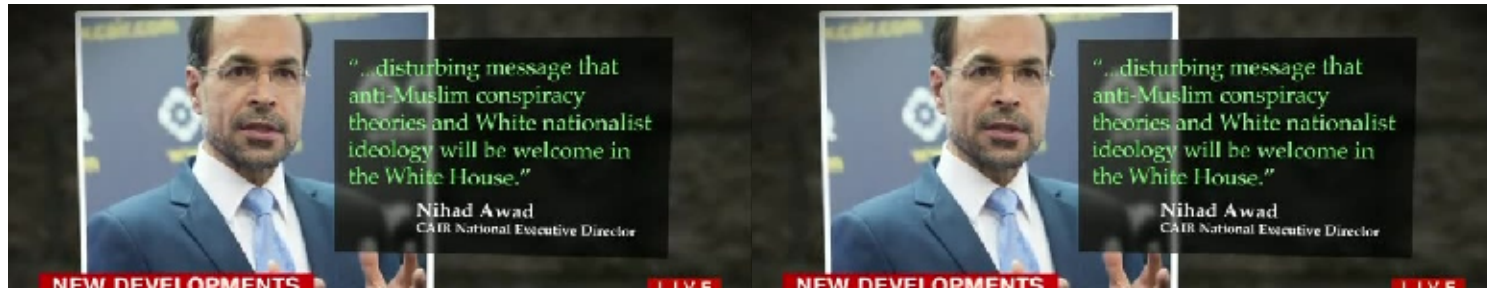 "...disturbing message that
anti-Muslim conspiracy
theories and White nationalist
ideology will be welcome in
the White House."
Nihad Awad
CAIR National Executive Director
NEW DEVELOPMENTS
LIVE
"...disturbing message that
anti-Muslim conspiracy
theories and White nationalist
ideology will be welcome in
the White House."
Nihad Awad
CAIR National Executive Director
NEW DEVELOPMENTS
LIVE